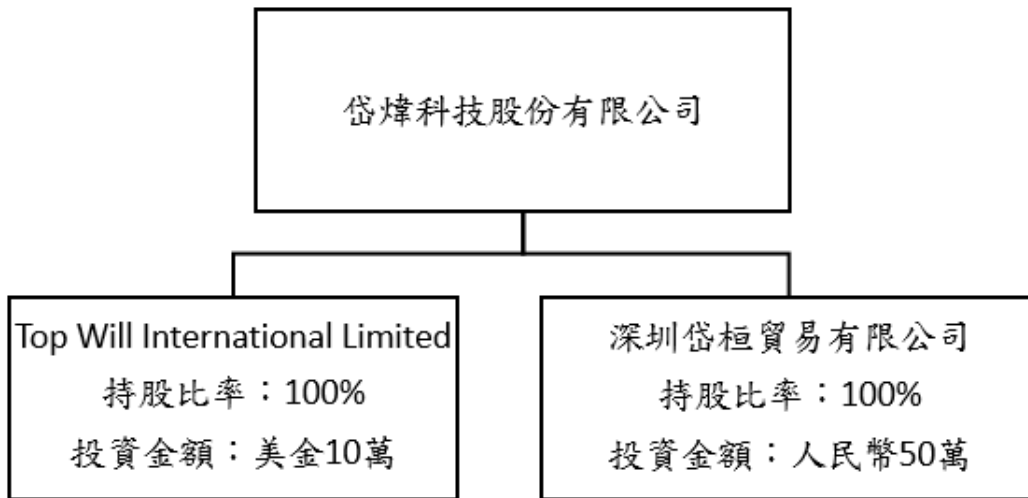 岱煒科技股份有限公司
Top Will International Limited
持股比率：100%
投資金額：美金10萬
深圳岱桓貿易有限公司
持股比率：100%
投資金額：人民幣50萬